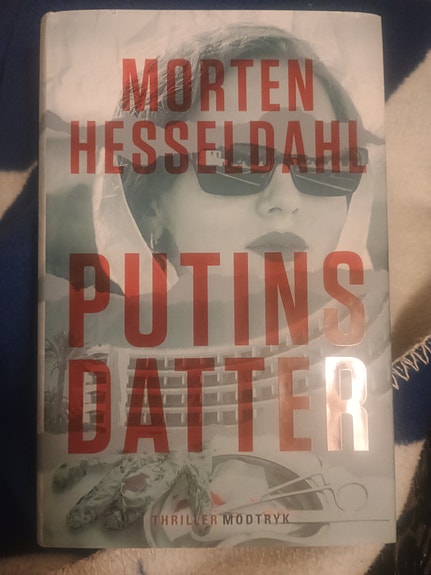 MORTEN
HESSELDAHL
PUTINS
DATTER
THRILLER MODTRYK